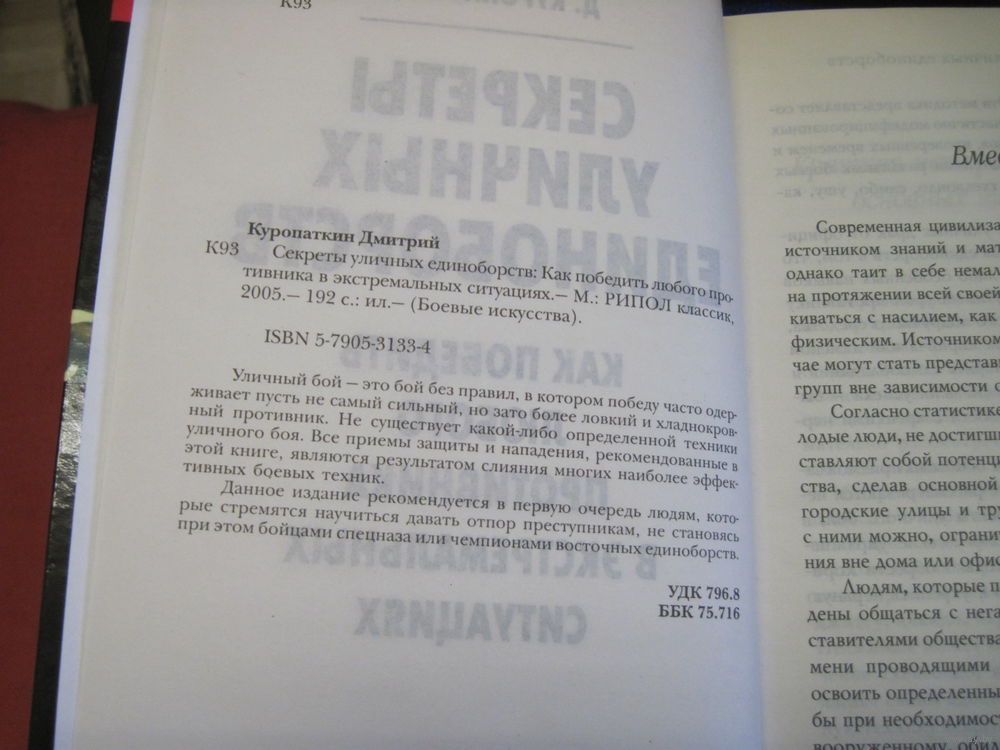 К93
Куропаткин Дмитрий
К93 Секреты уличных единоборств: Как победить любого про-
тивника в экстремальных ситуациях.— М.: РИПОЛ классик,
2005.— 192 с.: ил.— (Боевые искусства).
ISBN 5-7905-3133-4
Уличный бой — это бой без правил, в котором победу часто одер-
живает пусть не самый сильный, но зато более ловкий и хладнокров-
ный противник. Не существует какой-либо определенной техники
уличного боя. Все приемы защиты и нападения, рекомендованные в
этой книге, являются результатом слияния многих наиболее эффек-
тивных боевых техник.
Данное издание рекомендуется в первую очередь людям, кото-
рые стремятся научиться давать отпор преступникам, не становясь
при этом бойцами спецназа или чемпионами восточных единоборств.
УДК 796.8
ББК 75.716
Вмес
Современная цивилиза
источником знаний и мат
однако таит в себе немал
на протяжении всей своей
киваться с насилием, как
физическим. Источником
чае могут стать представи
групп вне зависимости о
Согласно статистике
лодые люди, не достигш
ставляют собой потенци
ства, сделав основной
городские улицы и тру
с ними можно, ограни
ния вне дома или офис
Людям, которые п
дены общаться с нега
ставителями общества
мени проводящими
освоить определенны
бы при необходимос
вооруженному, обид